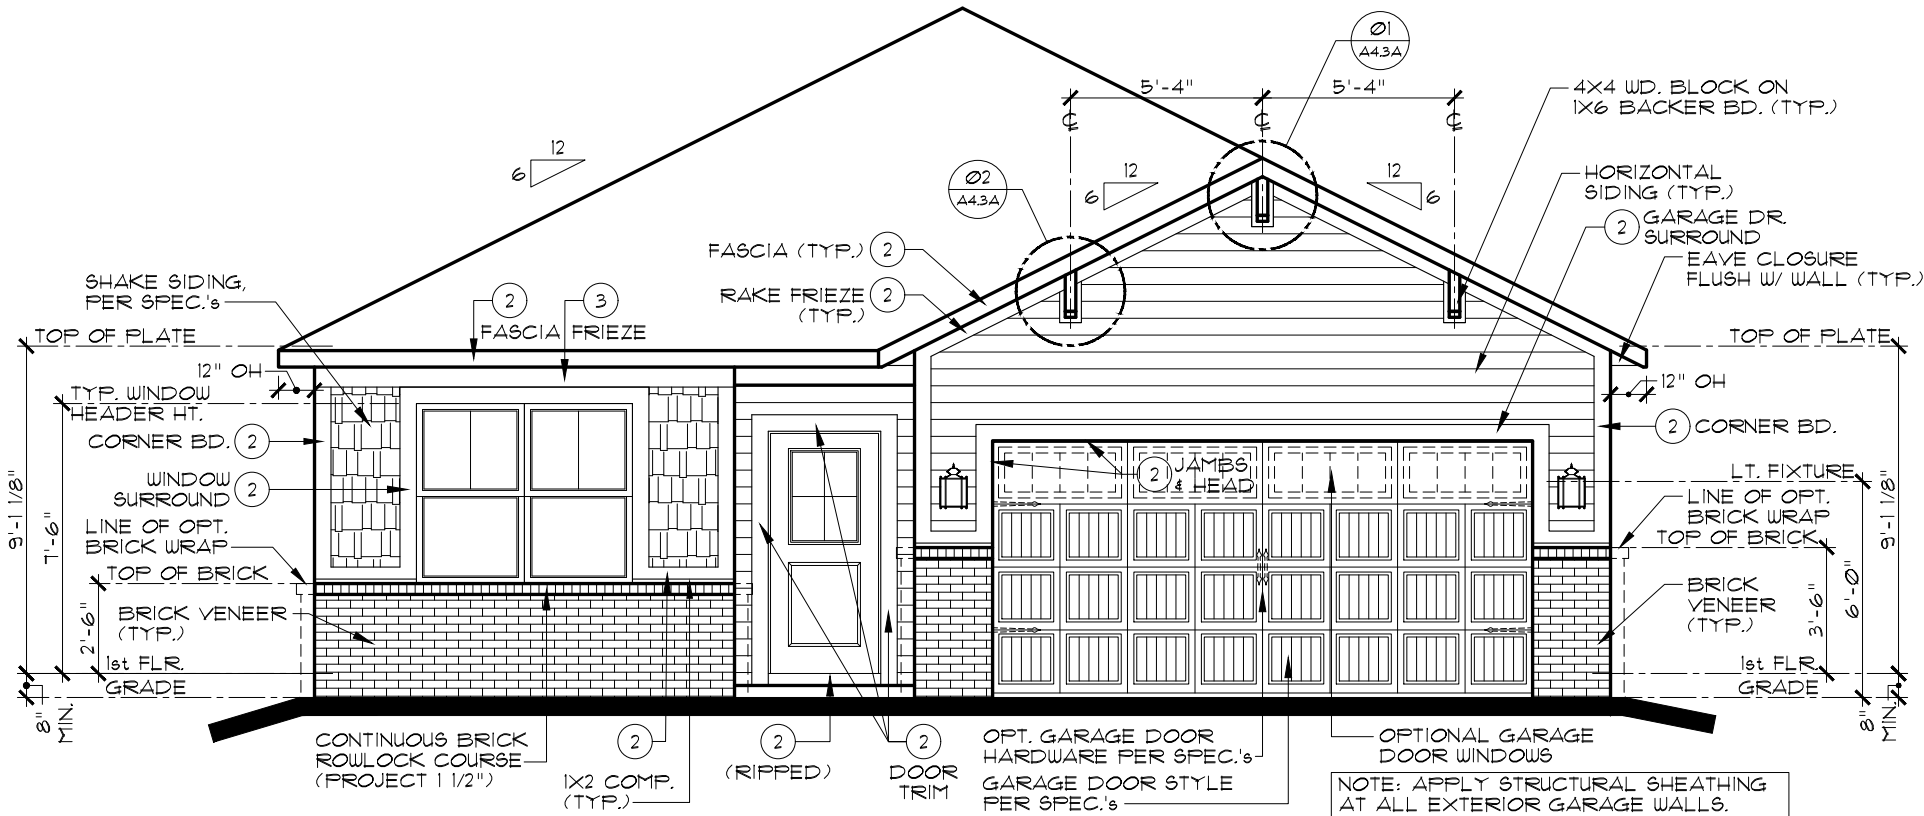 Ø1
A4.3A
5'-4"
5'-4"
4X4 WD. BLOCK ON
1X6 BACKER BD. (TYP.)
12
6
Ø2
A4.3A
12
6
12
6
HORIZONTAL
SIDING (TYP.)
2
GARAGE DR.
SURROUND
FASCIA (TYP.)
2
EAVE CLOSURE
FLUSH W/ WALL (TYP.)
SHAKE SIDING,
PER SPEC.'s
2
FASCIA
3
FRIEZE
RAKE FRIEZE
(TYP.)
2
TOP OF PLATE
TOP OF PLATE
12" OH
12" OH
TYP. WINDOW
HEADER HT.
CORNER BD.
2
2
CORNER BD.
WINDOW
SURROUND
2
2
JAMBS
& HEAD
LT. FIXTURE
LINE OF OPT.
BRICK WRAP
LINE OF OPT.
BRICK WRAP
TOP OF BRICK
TOP OF BRICK
9'-1 1/8"
7'-6"
2'-6"
BRICK VENEER
(TYP.)
BRICK
VENEER
(TYP.)
3'-6"
6'-0"
9'-1 1/8"
1st FLR.
GRADE
1st FLR.
GRADE
8"
MIN.
8"
MIN.
CONTINUOUS BRICK
ROWLOCK COURSE
(PROJECT 1 1/2")
2
1X2 COMP.
(TYP.)
2
(RIPPED)
2
DOOR
TRIM
OPT. GARAGE DOOR
HARDWARE PER SPEC.'s
GARAGE DOOR STYLE
PER SPEC.'s
OPTIONAL GARAGE
DOOR WINDOWS
NOTE: APPLY STRUCTURAL SHEATHING
AT ALL EXTERIOR GARAGE WALLS.